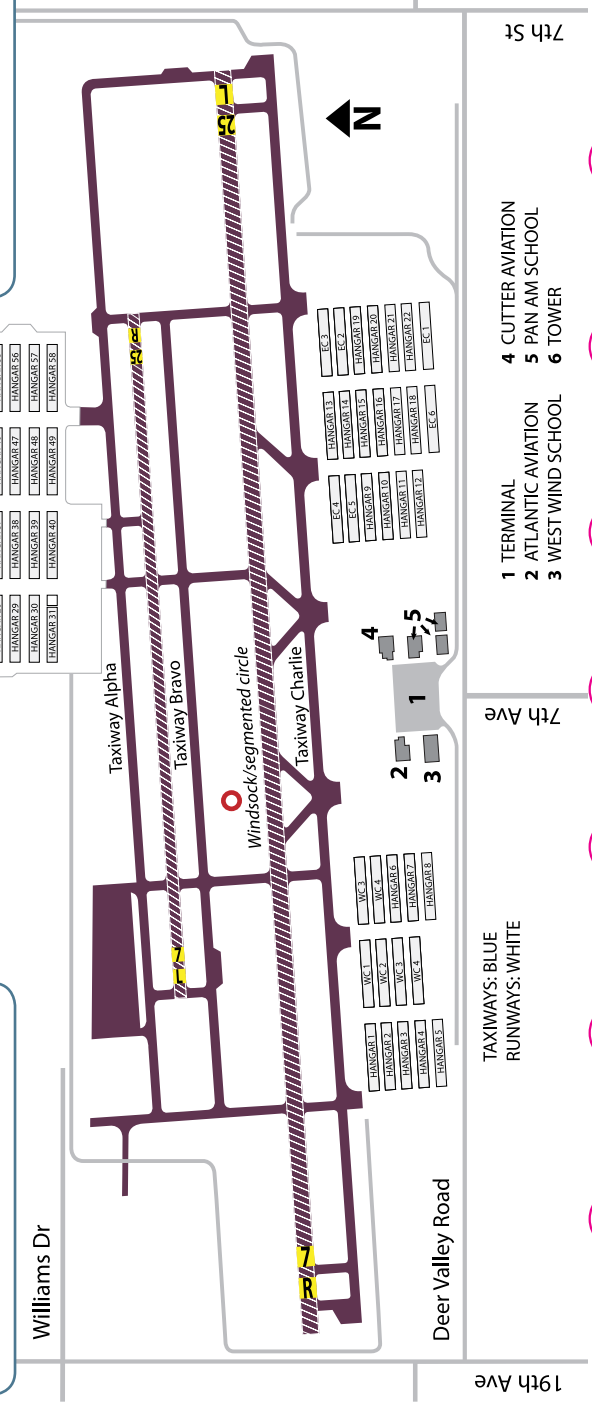 Williams Dr
Deer Valley Road
19th Ave
7th Ave
7th St
N
Taxiway Alpha
Taxiway Bravo
Taxiway Charlie
Windsock/segmented circle
7
L
25
R
7
R
25
L
HANGAR 29
HANGAR 30
HANGAR 31
HANGAR 38
HANGAR 39
HANGAR 40
HANGAR 47
HANGAR 48
HANGAR 49
HANGAR 56
HANGAR 57
HANGAR 58
HANGAR 1
HANGAR 2
HANGAR 3
HANGAR 4
HANGAR 5
WC 1
WC 2
WC 3
WC 4
WC 3
WC 4
HANGAR 6
HANGAR 7
HANGAR 8
EC 4
EC 5
HANGAR 9
HANGAR 10
HANGAR 11
HANGAR 12
HANGAR 13
HANGAR 14
HANGAR 15
HANGAR 16
HANGAR 17
HANGAR 18
EC 6
EC 3
EC 2
HANGAR 19
HANGAR 20
HANGAR 21
HANGAR 22
EC 1
1
2
3
4
5
TAXIWAYS: BLUE
RUNWAYS: WHITE
1 TERMINAL
2 ATLANTIC AVIATION
3 WEST WIND SCHOOL
4 CUTTER AVIATION
5 PAN AM SCHOOL
6 TOWER